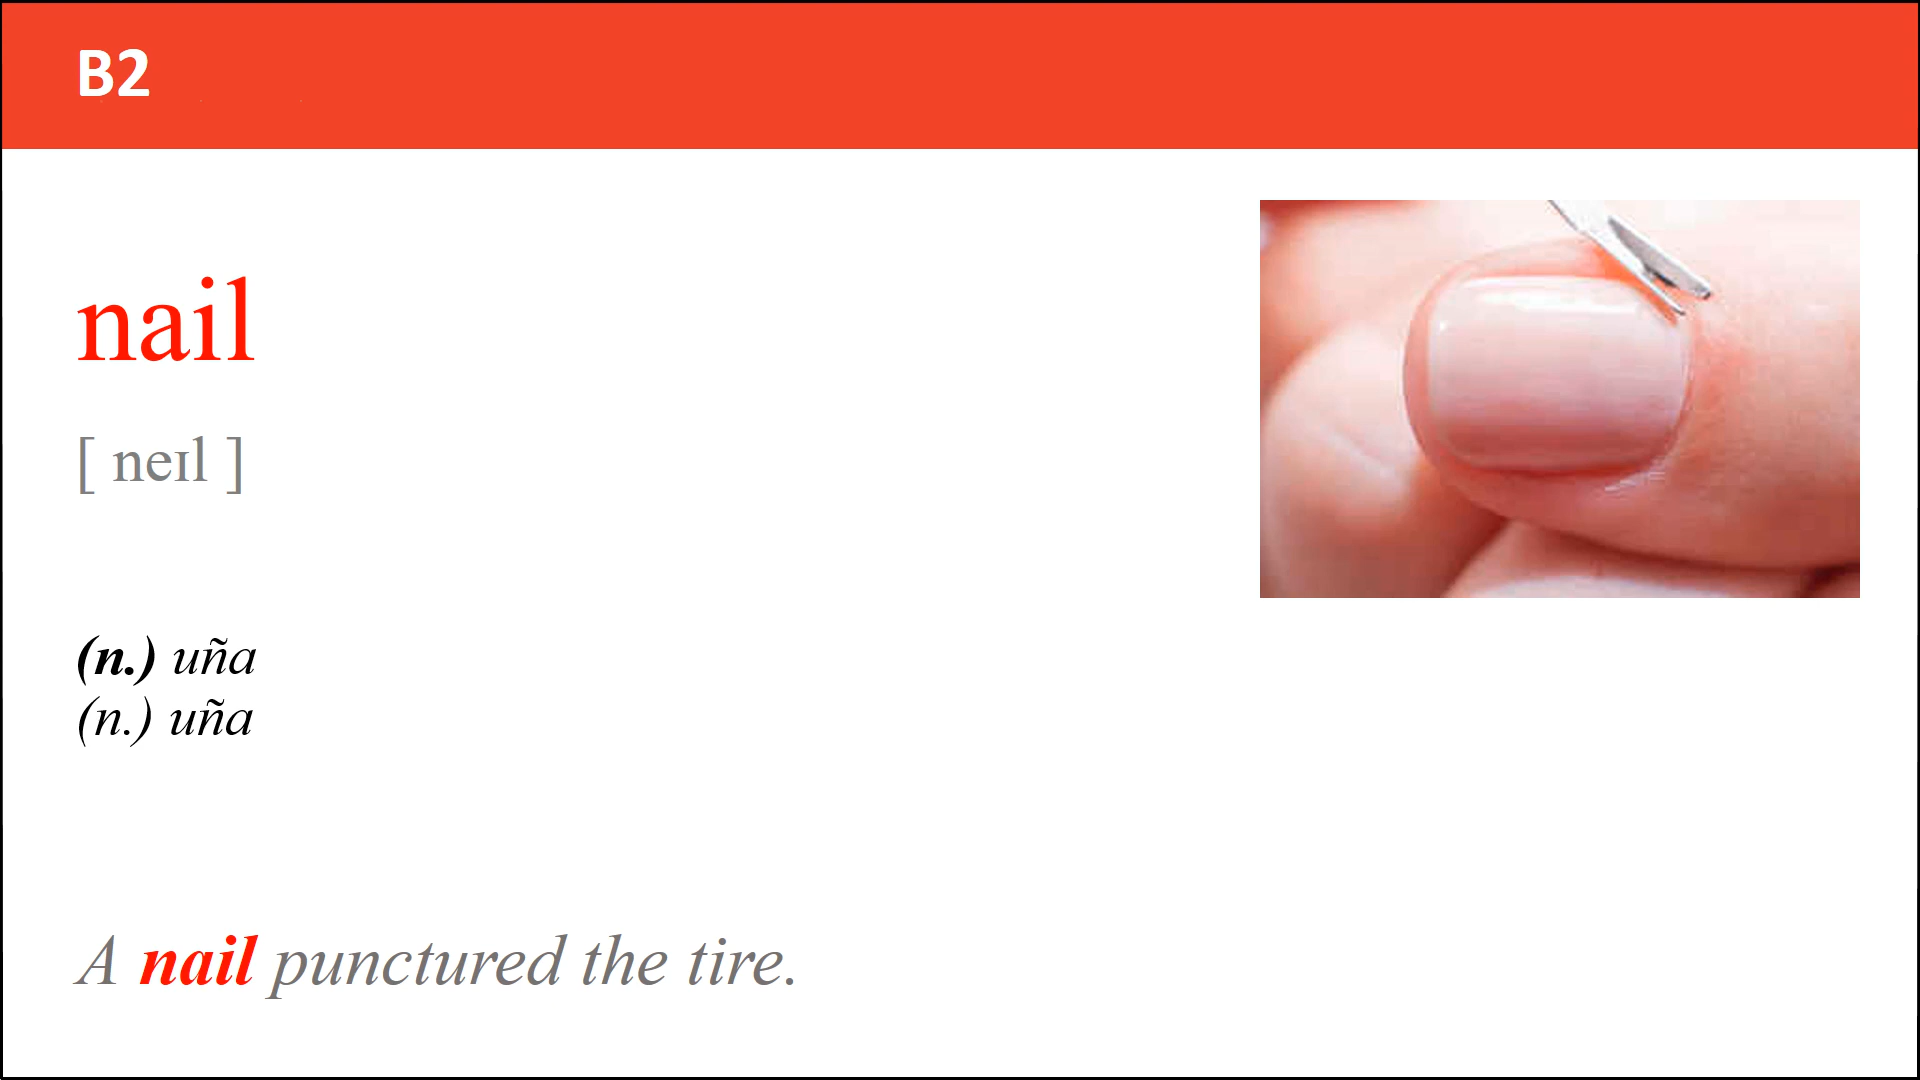 B2
nail
[ neɪl ]
(n.) uña
(n.) uña
A nail punctured the tire.